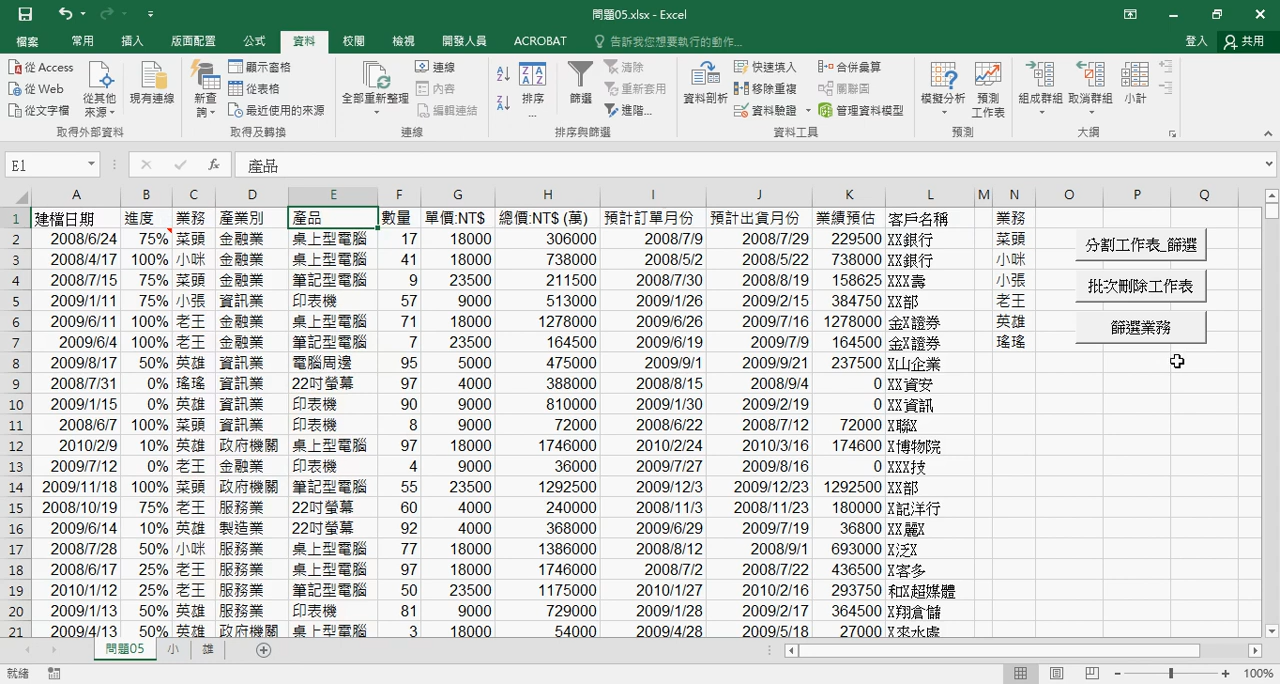 問題05.xlsx - Excel
檔案 常用 插入 版面配置 公式 資料 校閱 檢視 開發人員 ACROBAT 告訴我您想要執行的動作... 登入 共用
從 Access
從 Web
從文字檔
從其他來源
現有連線
取得外部資料
新查詢
顯示窗格
從表格
最近使用的來源
取得及轉換
全部重新整理
連線
內容
編輯連結
連線
排序...
篩選
清除
重新套用
進階...
排序與篩選
資料剖析
快速填入
移除重複
資料驗證
合併彙算
關聯圖
管理資料模型
資料工具
模擬分析
預測工作表
預測
組成群組
取消群組
小計
大綱
E1 fx 產品
A B C D E F G H I J K L M N O P Q
1 建檔日期 進度 業務 產業別 產品 數量 單價:NT$ 總價:NT$ (萬) 預計訂單月份 預計出貨月份 業績預估 客戶名稱 業務
2 2008/6/24 75% 菜頭 金融業 桌上型電腦 17 18000 306000 2008/7/9 2008/7/29 229500 XX銀行 菜頭
3 2008/4/17 100% 小咪 金融業 桌上型電腦 41 18000 738000 2008/5/2 2008/5/22 738000 XX銀行 小咪
4 2008/7/15 75% 菜頭 金融業 筆記型電腦 9 23500 211500 2008/7/30 2008/8/19 158625 XXX壽 小張
5 2009/1/11 75% 小張 資訊業 印表機 57 9000 513000 2009/1/26 2009/2/15 384750 XX部 老王
6 2009/6/11 100% 老王 金融業 桌上型電腦 71 18000 1278000 2009/6/26 2009/7/16 1278000 金X證券 英雄
7 2009/6/4 100% 老王 金融業 筆記型電腦 7 23500 164500 2009/6/19 2009/7/9 164500 金X證券 瑤瑤
8 2009/8/17 50% 英雄 資訊業 電腦周邊 95 5000 475000 2009/9/1 2009/9/21 237500 X山企業
9 2008/7/31 0% 瑤瑤 資訊業 22吋螢幕 97 4000 388000 2008/8/15 2008/9/4 0 XX資安
10 2009/1/15 0% 英雄 資訊業 印表機 90 9000 810000 2009/1/30 2009/2/19 0 XX資訊
11 2008/6/7 100% 菜頭 資訊業 印表機 8 9000 72000 2008/6/22 2008/7/12 72000 X聯X
12 2010/2/9 10% 英雄 政府機關 桌上型電腦 97 18000 1746000 2010/2/24 2010/3/16 174600 X博物院
13 2009/7/12 0% 老王 金融業 印表機 4 9000 36000 2009/7/27 2009/8/16 0 XXX技
14 2009/11/18 100% 菜頭 政府機關 筆記型電腦 55 23500 1292500 2009/12/3 2009/12/23 1292500 XX部
15 2008/10/19 75% 老王 服務業 22吋螢幕 60 4000 240000 2008/11/3 2008/11/23 180000 X記洋行
16 2009/6/14 10% 英雄 製造業 22吋螢幕 92 4000 368000 2009/6/29 2009/7/19 36800 XX麗X
17 2008/7/28 50% 小咪 服務業 桌上型電腦 77 18000 1386000 2008/8/12 2008/9/1 693000 X泛X
18 2008/6/17 25% 老王 服務業 桌上型電腦 97 18000 1746000 2008/7/2 2008/7/22 436500 X客多
19 2010/1/12 25% 老王 服務業 筆記型電腦 50 23500 1175000 2010/1/27 2010/2/16 293750 和X超媒體
20 2009/1/13 50% 英雄 服務業 印表機 81 9000 729000 2009/1/28 2009/2/17 364500 X翔倉儲
21 2009/4/13 50% 英雄 政府機關 桌上型電腦 3 18000 54000 2009/4/28 2009/5/18 27000 X來水處
分割工作表_篩選
批次刪除工作表
篩選業務
問題05 小 雄
就緒 100%